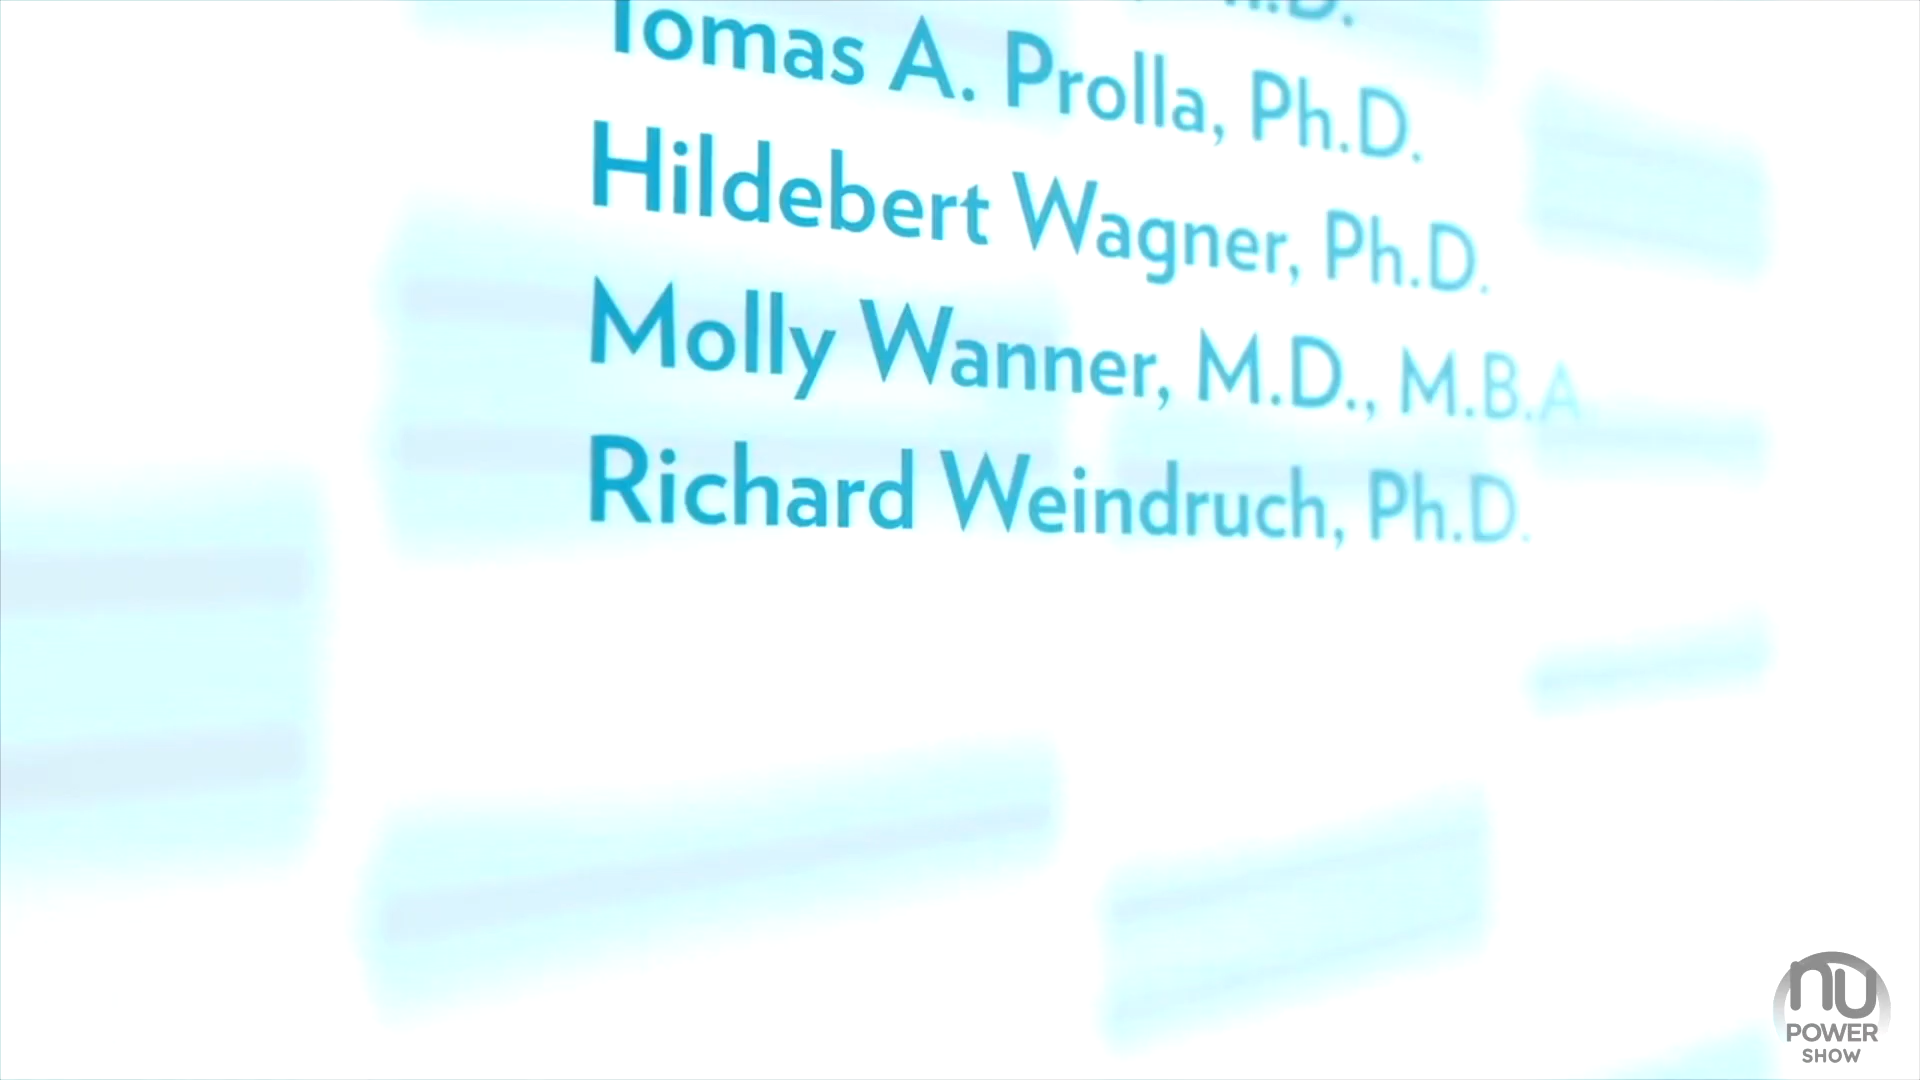 Tomas A. Prolla, Ph.D.
Hildebert Wagner, Ph.D.
Molly Wanner, M.D., M.B.A
Richard Weindruch, Ph.D.
nu
POWER
SHOW